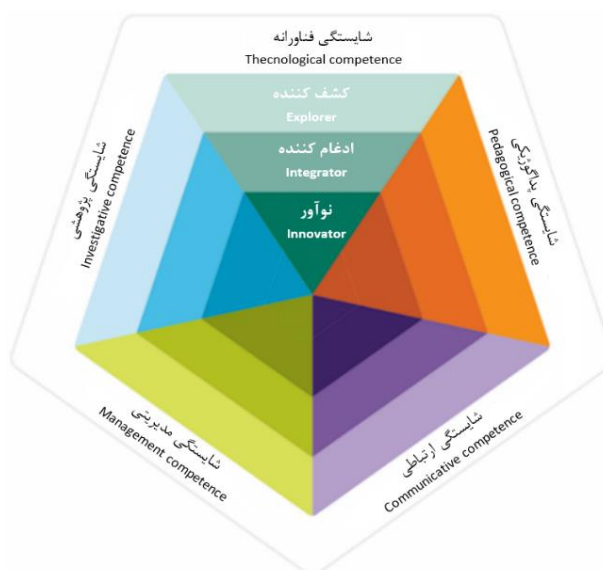 شایستگی فناورانه
Thecnological competence
کشف کننده
Explorer
ادغام کننده
Integrator
نوآور
Innovator
شایستگی پداگوژیکی
Pedagogical competence
شایستگی ارتباطی
Communicative competence
شایستگی مدیریتی
Management competence
شایستگی پژوهشی
Investigative competence